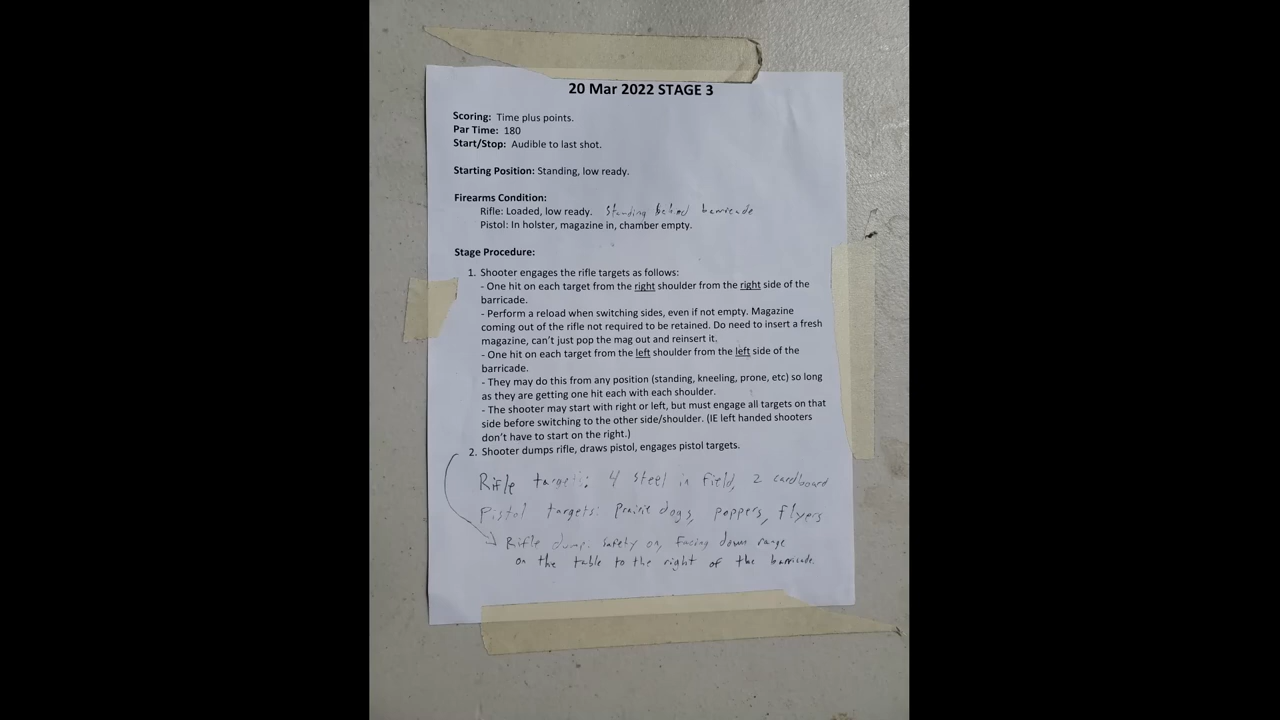 20 Mar 2022 STAGE 3
Scoring: Time plus points.
Par Time: 180
Start/Stop: Audible to last shot.
Starting Position: Standing, low ready.
Firearms Condition:
Rifle: Loaded, low ready. Standing behind barricade
Pistol: In holster, magazine in, chamber empty.
Stage Procedure:
1. Shooter engages the rifle targets as follows:
- One hit on each target from the right shoulder from the right side of the
barricade.
- Perform a reload when switching sides, even if not empty. Magazine
coming out of the rifle not required to be retained. Do need to insert a fresh
magazine, can't just pop the mag out and reinsert it.
- One hit on each target from the left shoulder from the left side of the
barricade.
- They may do this from any position (standing, kneeling, prone, etc) so long
as they are getting one hit each with each shoulder.
- The shooter may start with right or left, but must engage all targets on that
side before switching to the other side/shoulder. (IE left handed shooters
don't have to start on the right.)
2. Shooter dumps rifle, draws pistol, engages pistol targets.
Rifle targets: 4 steel in field, 2 cardboard
Pistol targets: Prairie dogs, poppers, flyers
Rifle dump: safety on, facing down range
on the table to the right of the barricade.